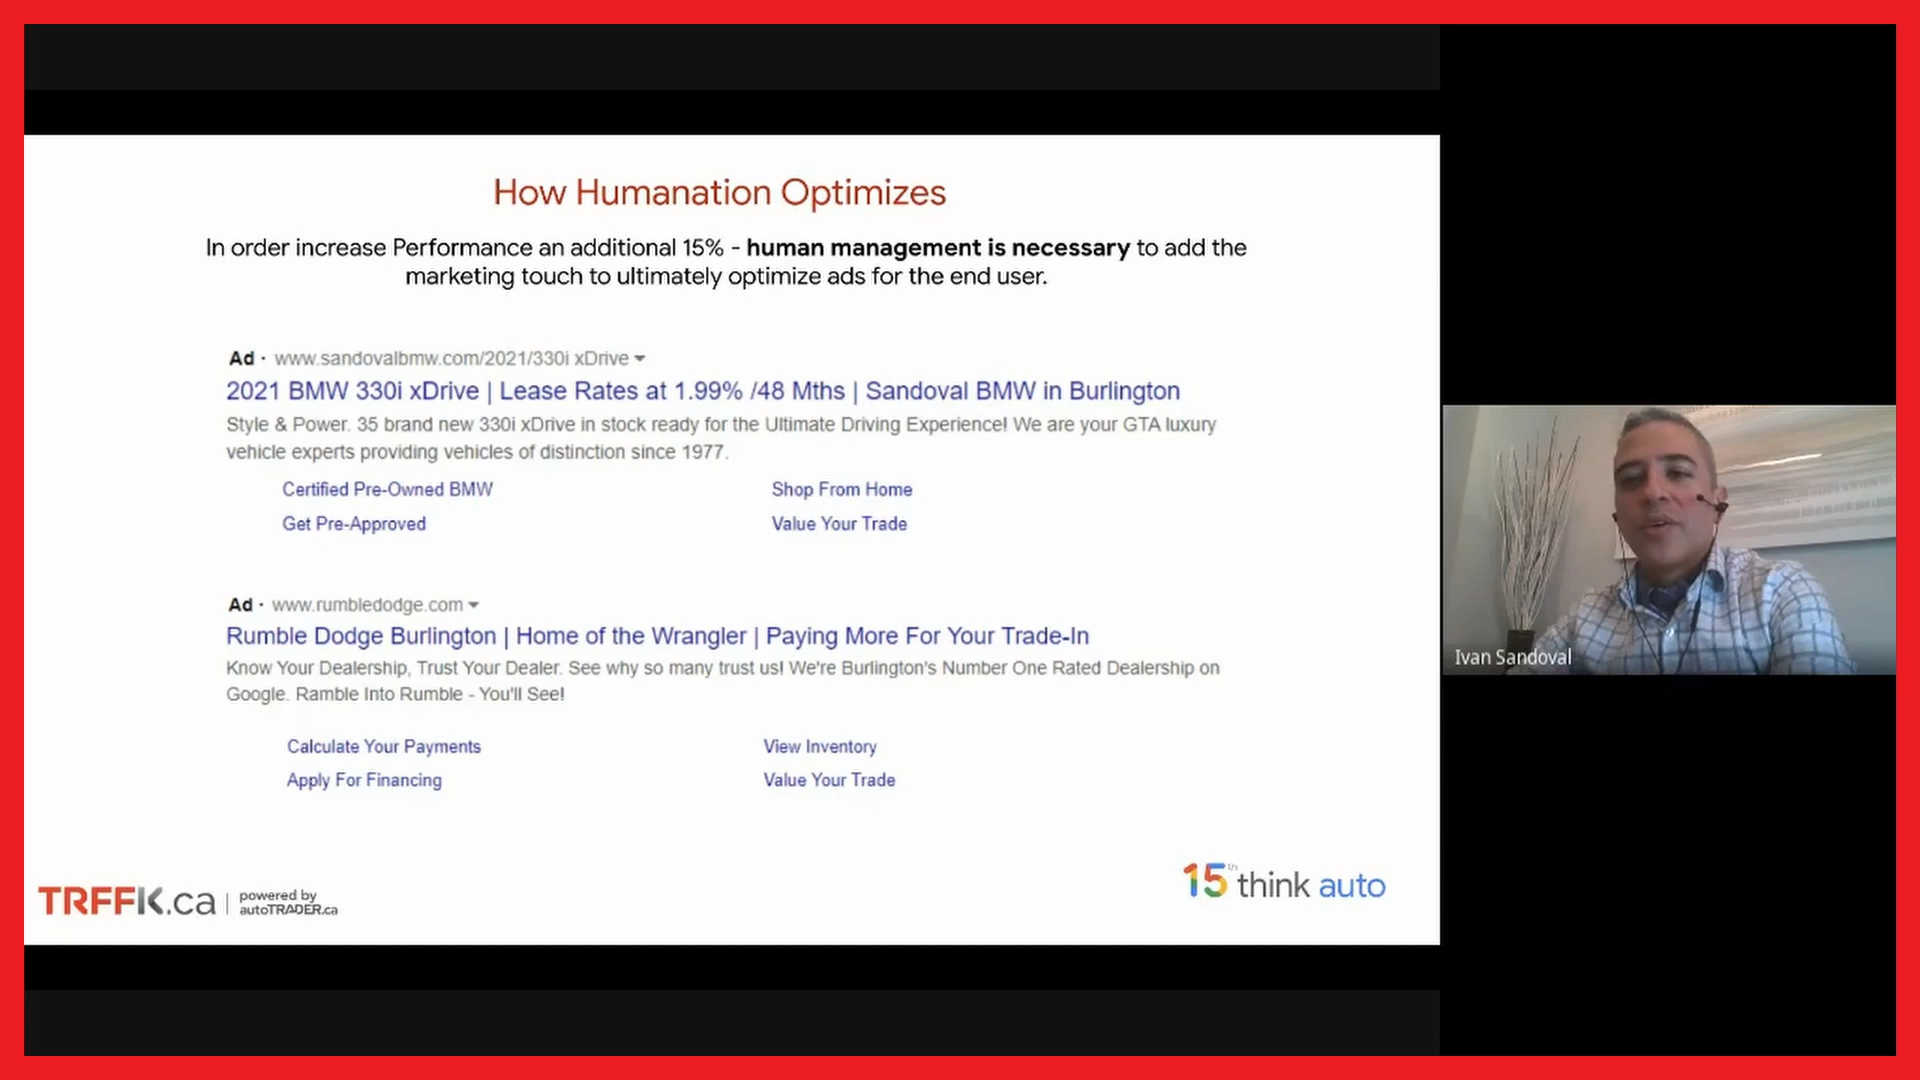 How Humanation Optimizes
In order increase Performance an additional 15% - human management is necessary to add the
marketing touch to ultimately optimize ads for the end user.
Ad · www.sandovalbmw.com/2021/330i xDrive
2021 BMW 330i xDrive | Lease Rates at 1.99% /48 Mths | Sandoval BMW in Burlington
Style & Power. 35 brand new 330i xDrive in stock ready for the Ultimate Driving Experience! We are your GTA luxury
vehicle experts providing vehicles of distinction since 1977.
Certified Pre-Owned BMW
Shop From Home
Get Pre-Approved
Value Your Trade
Ad · www.rumbledodge.com
Rumble Dodge Burlington | Home of the Wrangler | Paying More For Your Trade-In
Know Your Dealership, Trust Your Dealer. See why so many trust us! We're Burlington's Number One Rated Dealership on
Google. Ramble Into Rumble - You'll See!
Calculate Your Payments
View Inventory
Apply For Financing
Value Your Trade
TRFFK.ca | powered by
autoTRADER.ca
15th think auto
Ivan Sandoval